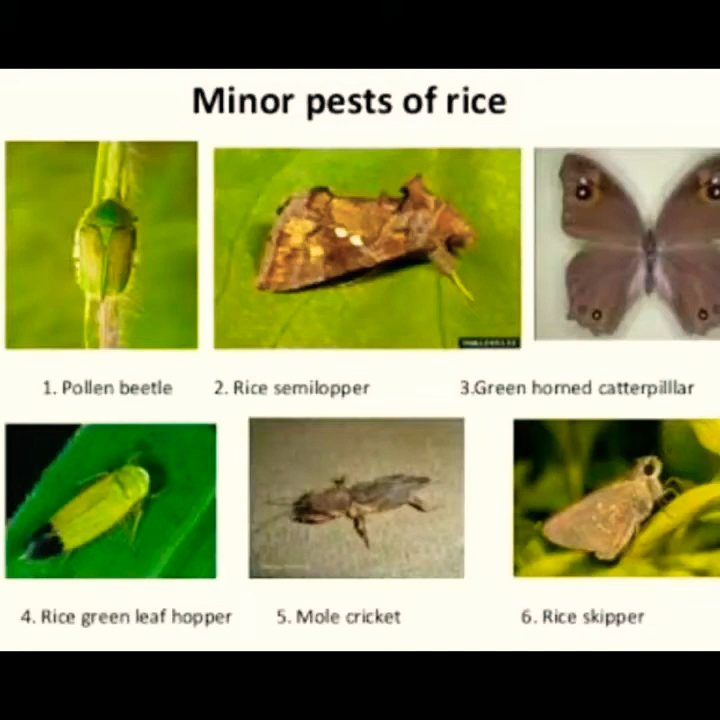 Minor pests of rice
1. Pollen beetle
2. Rice semilopper
3.Green horned catterpilllar
4. Rice green leaf hopper
5. Mole cricket
6. Rice skipper